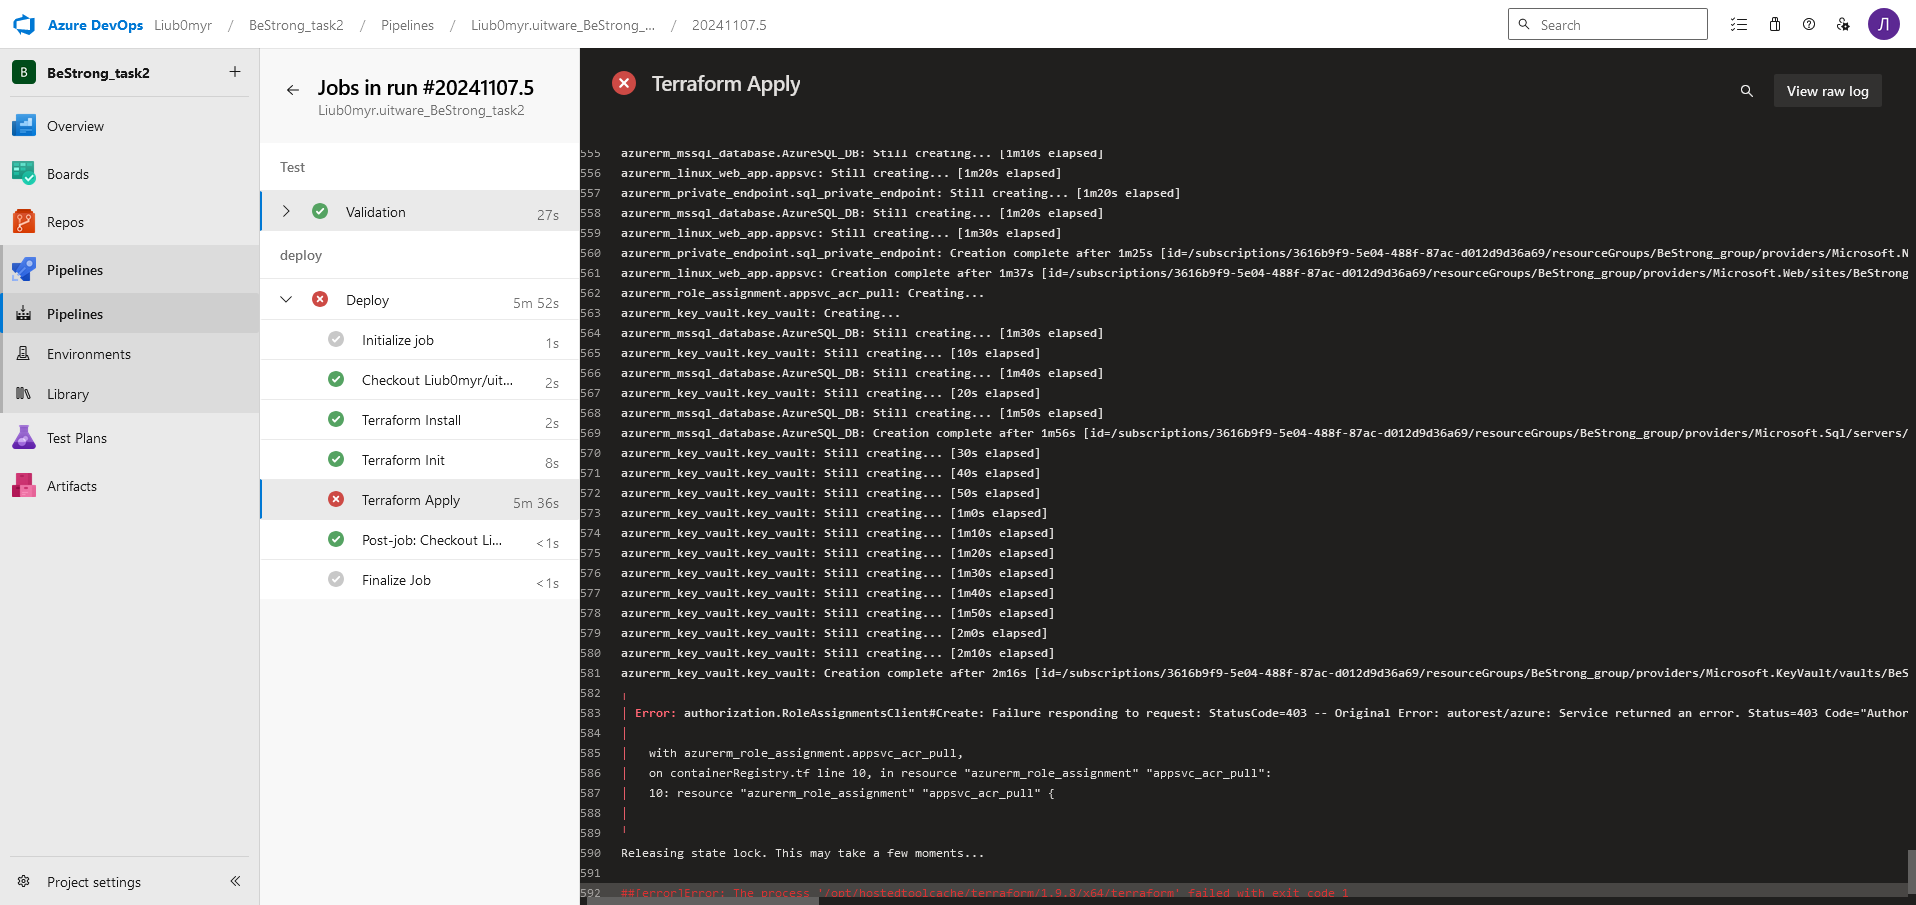 Azure DevOps Liub0myr / BeStrong_task2 / Pipelines / Liub0myr.uitware_BeStrong_... / 20241107.5
Search
Л
B BeStrong_task2 +
Overview
Boards
Repos
Pipelines
Pipelines
Environments
Library
Test Plans
Artifacts
Project settings
Jobs in run #20241107.5
Liub0myr.uitware_BeStrong_task2
Test
Validation 27s
deploy
Deploy 5m 52s
Initialize job 1s
Checkout Liub0myr/uit... 2s
Terraform Install 2s
Terraform Init 8s
Terraform Apply 5m 36s
Post-job: Checkout Li... <1s
Finalize Job <1s
Terraform Apply
View raw log
555 azurerm_mssql_database.AzureSQL_DB: Still creating... [1m10s elapsed]
556 azurerm_linux_web_app.appsvc: Still creating... [1m20s elapsed]
557 azurerm_private_endpoint.sql_private_endpoint: Still creating... [1m20s elapsed]
558 azurerm_mssql_database.AzureSQL_DB: Still creating... [1m20s elapsed]
559 azurerm_linux_web_app.appsvc: Still creating... [1m30s elapsed]
560 azurerm_private_endpoint.sql_private_endpoint: Creation complete after 1m25s [id=/subscriptions/3616b9f9-5e04-488f-87ac-d012d9d36a69/resourceGroups/BeStrong_group/providers/Microsoft.N
561 azurerm_linux_web_app.appsvc: Creation complete after 1m37s [id=/subscriptions/3616b9f9-5e04-488f-87ac-d012d9d36a69/resourceGroups/BeStrong_group/providers/Microsoft.Web/sites/BeStrong
562 azurerm_role_assignment.appsvc_acr_pull: Creating...
563 azurerm_key_vault.key_vault: Creating...
564 azurerm_mssql_database.AzureSQL_DB: Still creating... [1m30s elapsed]
565 azurerm_key_vault.key_vault: Still creating... [10s elapsed]
566 azurerm_mssql_database.AzureSQL_DB: Still creating... [1m40s elapsed]
567 azurerm_key_vault.key_vault: Still creating... [20s elapsed]
568 azurerm_mssql_database.AzureSQL_DB: Still creating... [1m50s elapsed]
569 azurerm_mssql_database.AzureSQL_DB: Creation complete after 1m56s [id=/subscriptions/3616b9f9-5e04-488f-87ac-d012d9d36a69/resourceGroups/BeStrong_group/providers/Microsoft.Sql/servers/
570 azurerm_key_vault.key_vault: Still creating... [30s elapsed]
571 azurerm_key_vault.key_vault: Still creating... [40s elapsed]
572 azurerm_key_vault.key_vault: Still creating... [50s elapsed]
573 azurerm_key_vault.key_vault: Still creating... [1m0s elapsed]
574 azurerm_key_vault.key_vault: Still creating... [1m10s elapsed]
575 azurerm_key_vault.key_vault: Still creating... [1m20s elapsed]
576 azurerm_key_vault.key_vault: Still creating... [1m30s elapsed]
577 azurerm_key_vault.key_vault: Still creating... [1m40s elapsed]
578 azurerm_key_vault.key_vault: Still creating... [1m50s elapsed]
579 azurerm_key_vault.key_vault: Still creating... [2m0s elapsed]
580 azurerm_key_vault.key_vault: Still creating... [2m10s elapsed]
581 azurerm_key_vault.key_vault: Creation complete after 2m16s [id=/subscriptions/3616b9f9-5e04-488f-87ac-d012d9d36a69/resourceGroups/BeStrong_group/providers/Microsoft.KeyVault/vaults/BeS
582 ╷
583 │ Error: authorization.RoleAssignmentsClient#Create: Failure responding to request: StatusCode=403 -- Original Error: autorest/azure: Service returned an error. Status=403 Code="Author
584 │
585 │ with azurerm_role_assignment.appsvc_acr_pull,
586 │ on containerRegistry.tf line 10, in resource "azurerm_role_assignment" "appsvc_acr_pull":
587 │ 10: resource "azurerm_role_assignment" "appsvc_acr_pull" {
588 │
589 ╵
590 Releasing state lock. This may take a few moments...
591
592 ##[error]Error: The process '/opt/hostedtoolcache/terraform/1.9.8/x64/terraform' failed with exit code 1